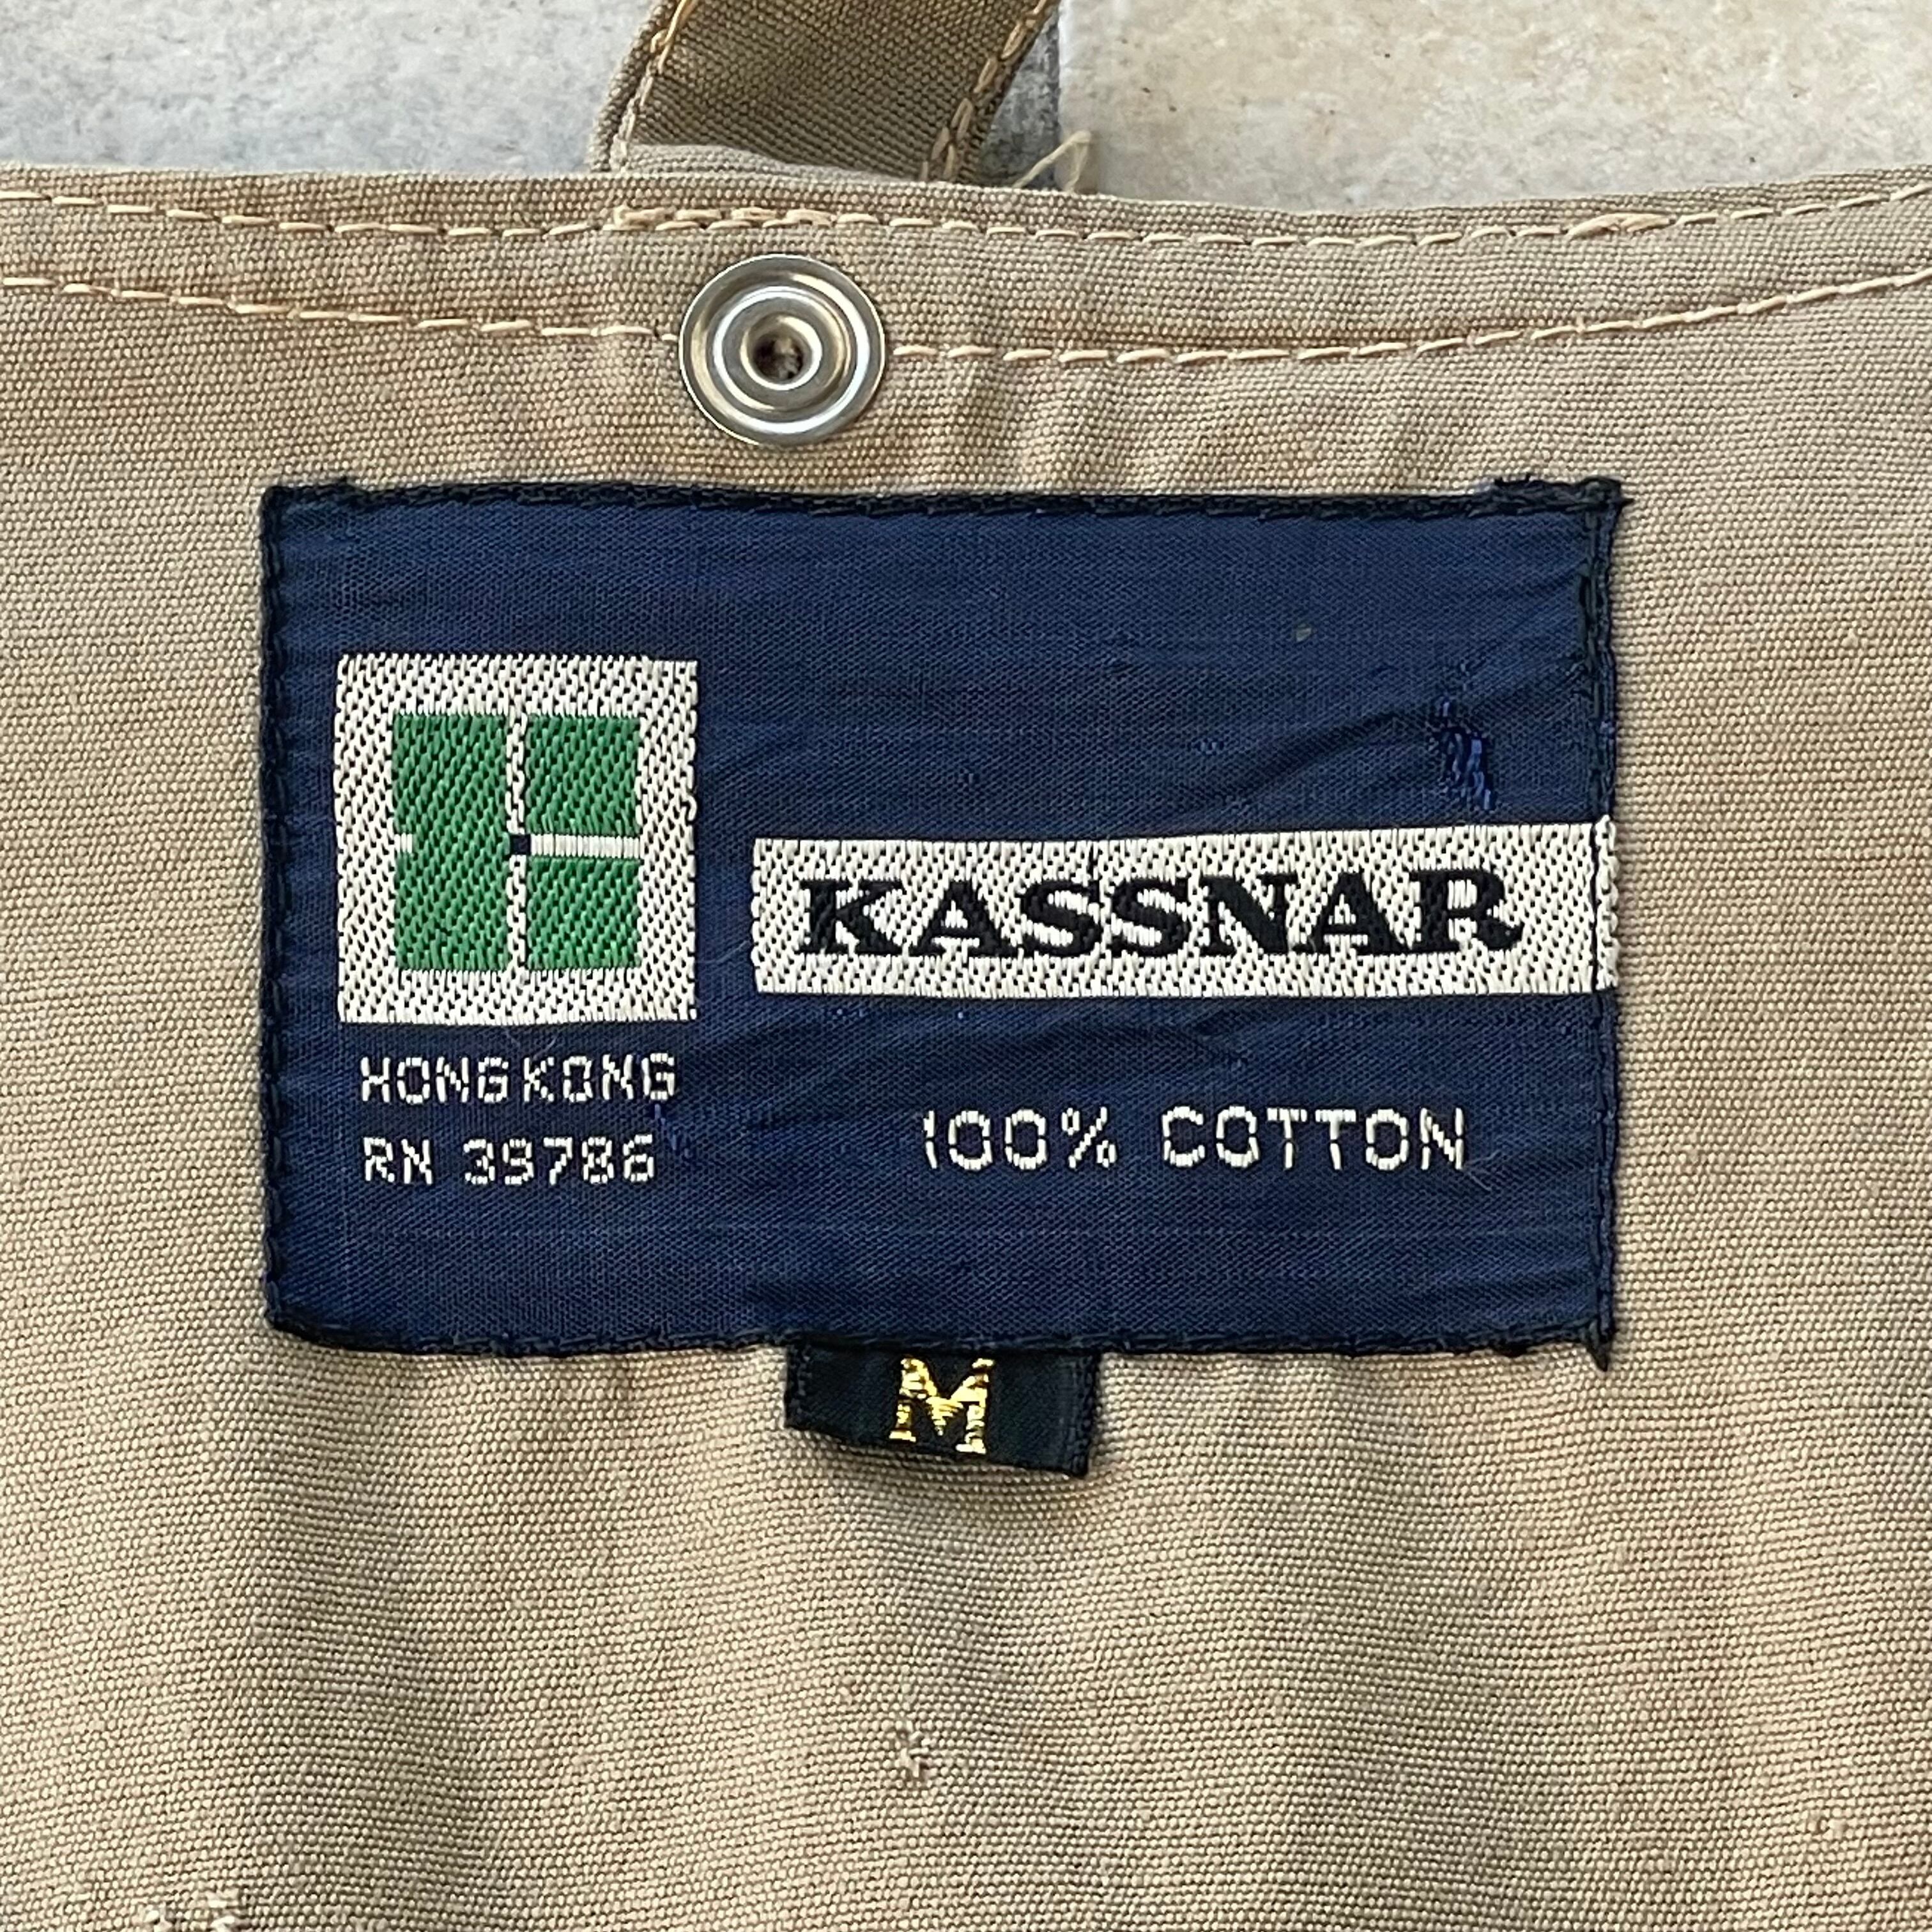 KASSNAR
HONG KONG
RN 39786
100% COTTON
M